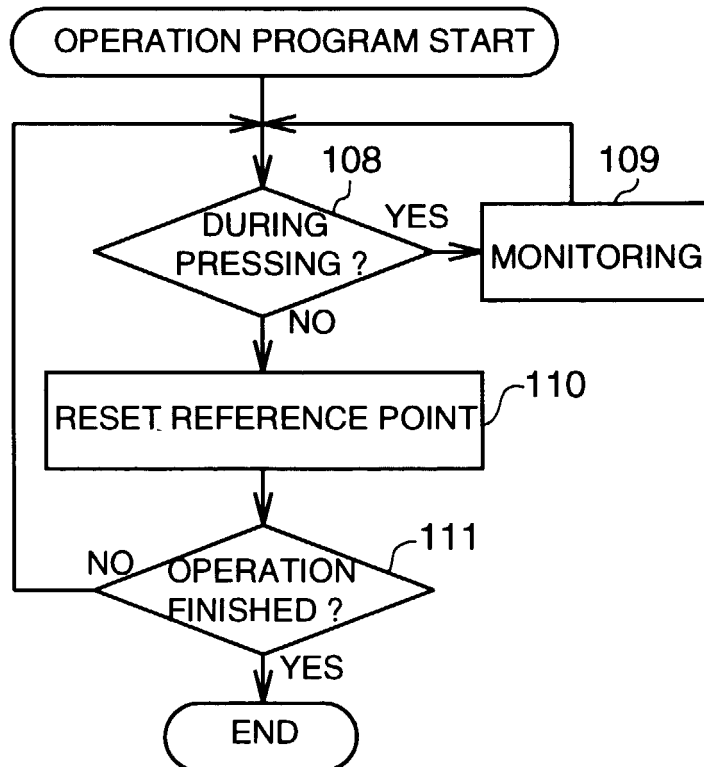 OPERATION PROGRAM START
108
109
DURING
PRESSING ?
YES
MONITORING
NO
110
RESET REFERENCE POINT
111
NO
OPERATION
FINISHED ?
YES
END